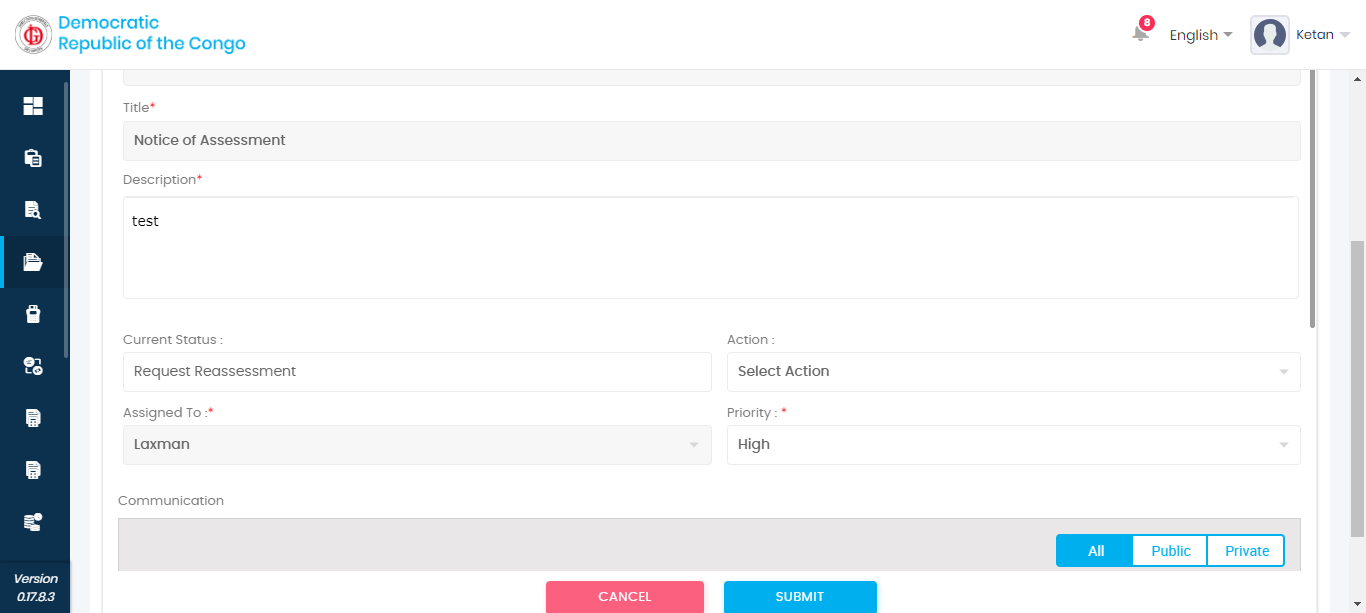 Democratic
Republic of the Congo
8
English
Ketan
Title*
Notice of Assessment
Description*
test
Current Status :
Action :
Request Reassessment
Select Action
Assigned To :*
Priority : *
Laxman
High
Communication
All
Public
Private
Version
0.17.8.3
CANCEL
SUBMIT